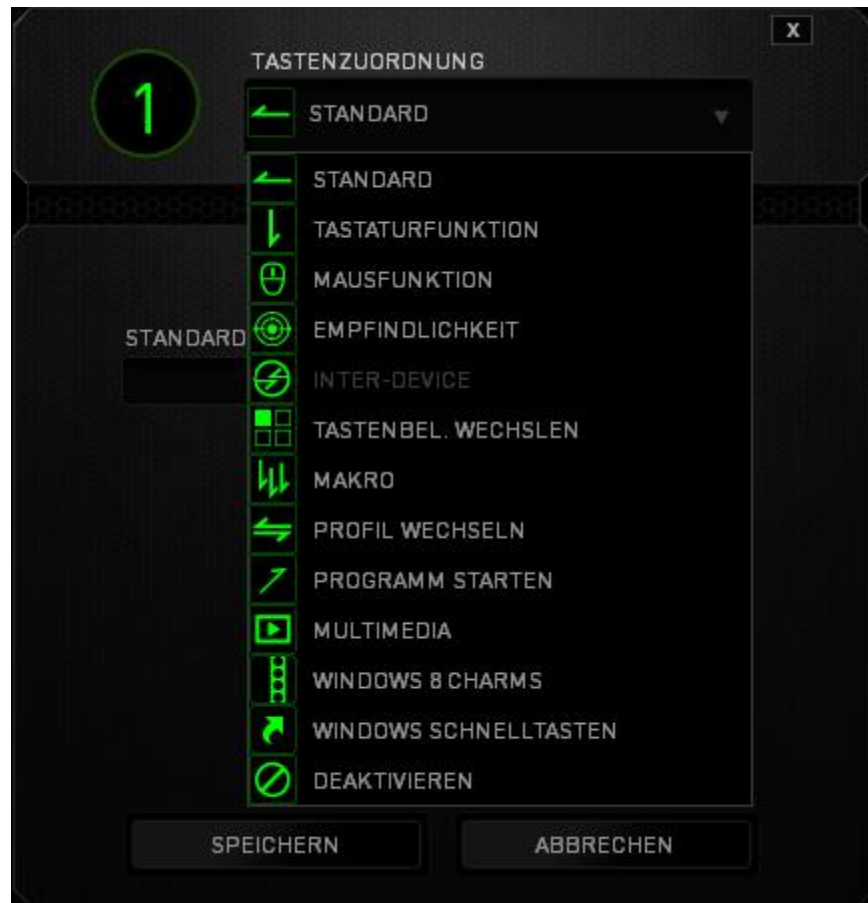 X
TASTENZUORDNUNG
1
STANDARD
STANDARD
TASTATURFUNKTION
MAUSFUNKTION
STANDARD
EMPFINDLICHKEIT
INTER-DEVICE
TASTENBEL. WECHSLEN
MAKRO
PROFIL WECHSELN
PROGRAMM STARTEN
MULTIMEDIA
WINDOWS 8 CHARMS
WINDOWS SCHNELLTASTEN
DEAKTIVIEREN
SPEICHERN
ABBRECHEN